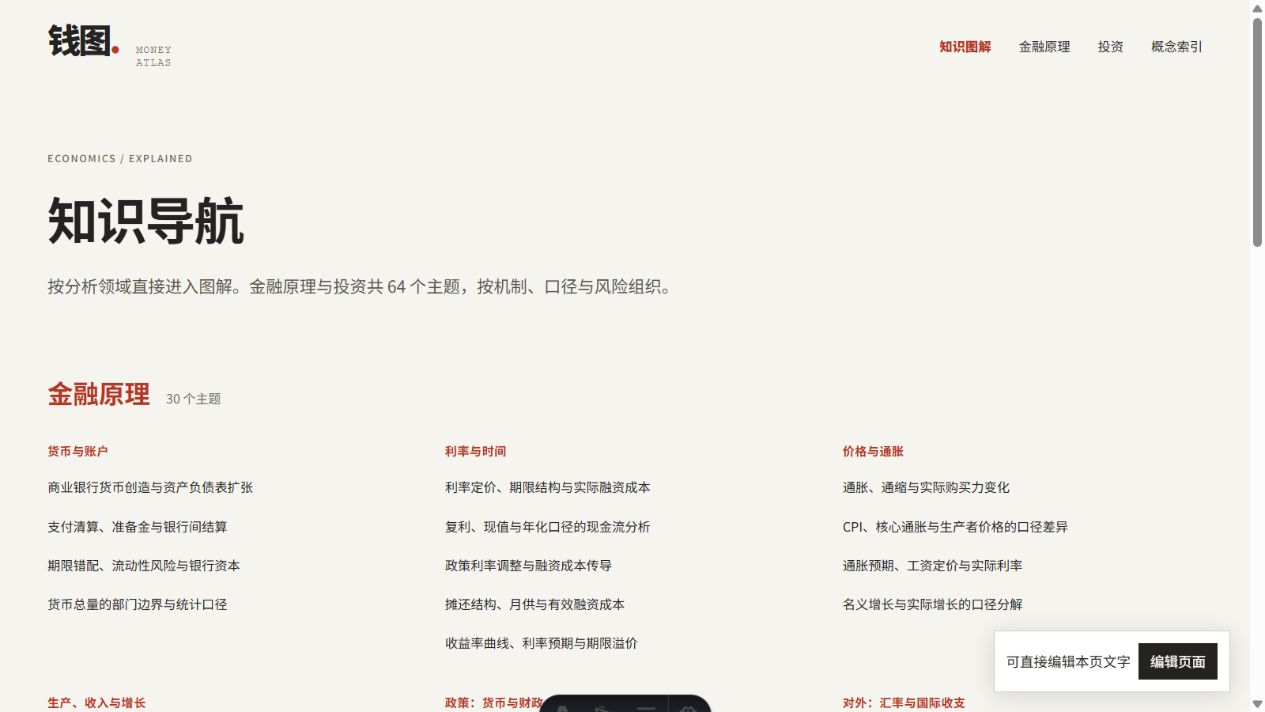 钱图.
MONEY
ATLAS
知识图解 金融原理 投资 概念索引
ECONOMICS / EXPLAINED
知识导航
按分析领域直接进入图解。金融原理与投资共 64 个主题，按机制、口径与风险组织。
金融原理 30 个主题
货币与账户
商业银行货币创造与资产负债表扩张
支付清算、准备金与银行间结算
期限错配、流动性风险与银行资本
货币总量的部门边界与统计口径
利率与时间
利率定价、期限结构与实际融资成本
复利、现值与年化口径的现金流分析
政策利率调整与融资成本传导
摊还结构、月供与有效融资成本
收益率曲线、利率预期与期限溢价
价格与通胀
通胀、通缩与实际购买力变化
CPI、核心通胀与生产者价格的口径差异
通胀预期、工资定价与实际利率
名义增长与实际增长的口径分解
可直接编辑本页文字 编辑页面
生产、收入与增长
政策：货币与财政
对外：汇率与国际收支